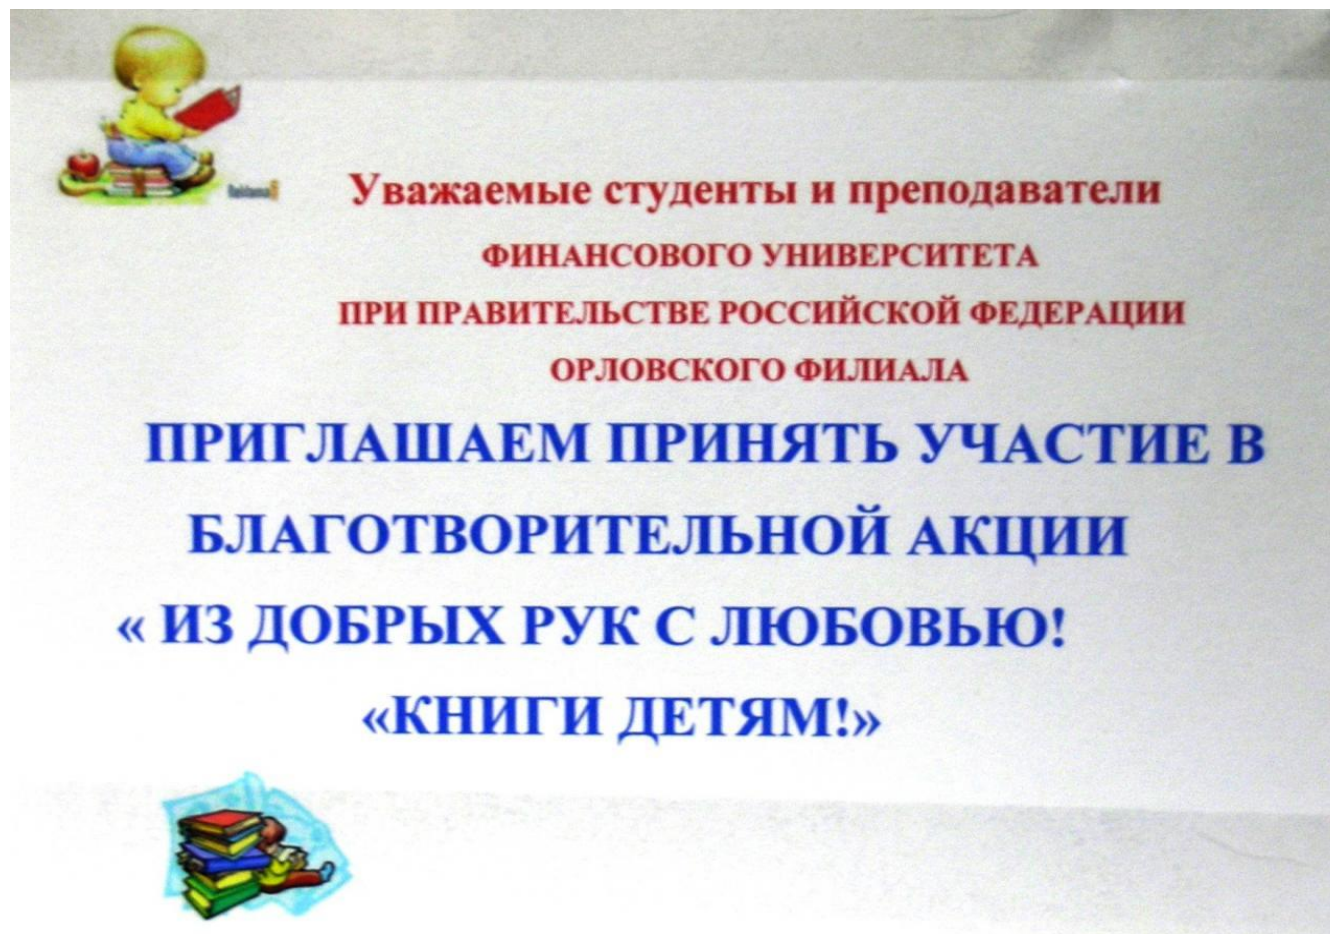 Уважаемые студенты и преподаватели
ФИНАНСОВОГО УНИВЕРСИТЕТА
ПРИ ПРАВИТЕЛЬСТВЕ РОССИЙСКОЙ ФЕДЕРАЦИИ
ОРЛОВСКОГО ФИЛИАЛА
ПРИГЛАШАЕМ ПРИНЯТЬ УЧАСТИЕ В
БЛАГОТВОРИТЕЛЬНОЙ АКЦИИ
« ИЗ ДОБРЫХ РУК С ЛЮБОВЬЮ!
«КНИГИ ДЕТЯМ!»